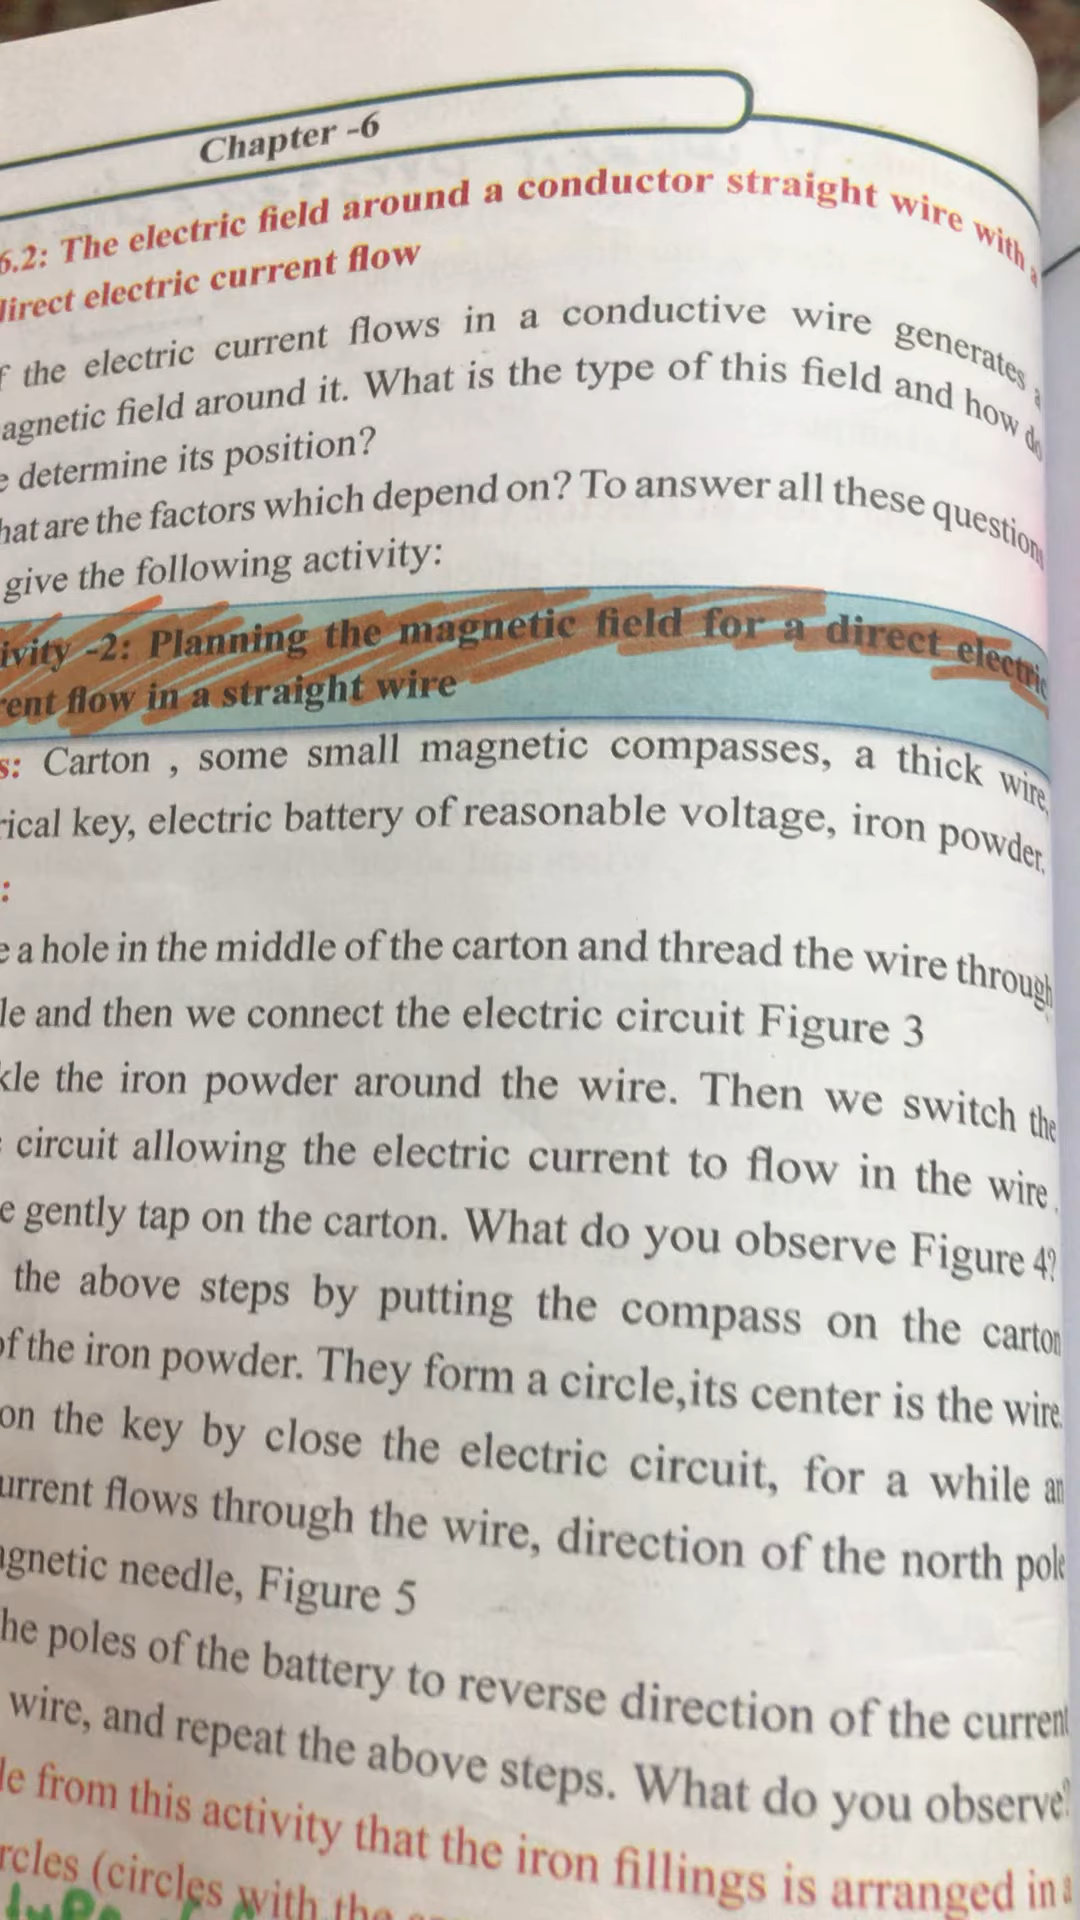 Chapter -6
6.2: The electric field around a conductor straight wire with a
direct electric current flow
the electric current flows in a conductive wire generates a
agnetic field around it. What is the type of this field and how do
e determine its position?
hat are the factors which depend on? To answer all these question
give the following activity:
ivity -2: Planning the magnetic field for a direct electric
rent flow in a straight wire
s: Carton , some small magnetic compasses, a thick wire,
rical key, electric battery of reasonable voltage, iron powder.
:
e a hole in the middle of the carton and thread the wire through
le and then we connect the electric circuit Figure 3
kle the iron powder around the wire. Then we switch the
circuit allowing the electric current to flow in the wire .
e gently tap on the carton. What do you observe Figure 4?
the above steps by putting the compass on the carton
of the iron powder. They form a circle,its center is the wire.
on the key by close the electric circuit, for a while an
urrent flows through the wire, direction of the north pole
agnetic needle, Figure 5
he poles of the battery to reverse direction of the current
wire, and repeat the above steps. What do you observe?
le from this activity that the iron fillings is arranged in a
rcles (circles with the